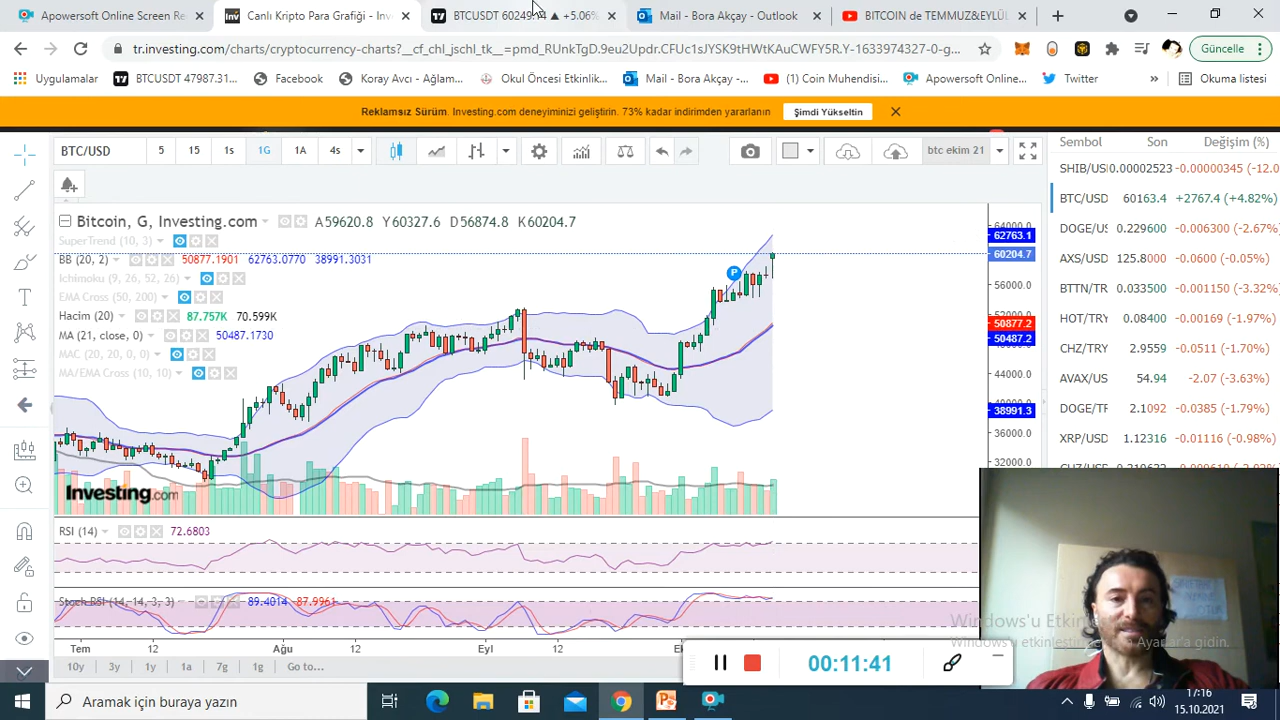 Apowersoft Online Screen Re
Canlı Kripto Para Grafiği - Inv
BTCUSDT 60249.14 ▲ +5.06%
Mail - Bora Akçay - Outlook
BITCOIN de TEMMUZ&EYLÜ
tr.investing.com/charts/cryptocurrency-charts?__cf_chl_jschl_tk__=pmd_RUnkTgD.9eu2Updr.CFUc1sJYSK9tHWtKAuCWFY5R.Y-1633974327-0-g...
Güncelle
Uygulamalar
BTCUSDT 47987.31...
Facebook
Koray Avcı - Ağlam...
Okul Öncesi Etkinlik...
Mail - Bora Akçay -...
(1) Coin Muhendisi...
Apowersoft Online...
Twitter
»
Okuma listesi
Reklamsız Sürüm. Investing.com deneyiminizi geliştirin. 73% kadar indirimden yararlanın
Şimdi Yükseltin
BTC/USD
5
15
1s
1G
1A
4s
btc ekim 21
Bitcoin, G, Investing.com
A59620.8 Y60327.6 D56874.8 K60204.7
SuperTrend (10, 3)
BB (20, 2)
50877.1901 62763.0770 38991.3031
Ichimoku (9, 26, 52, 26)
EMA Cross (50, 200)
Hacim (20)
87.757K 70.599K
MA (21, close, 0)
50487.1730
MAC (20, 20, 0, 0)
MA/EMA Cross (10, 10)
P
Investing.com
RSI (14)
72.6803
Stoch RSI (14, 14, 3, 3)
89.4014 87.9961
64000.0
62763.1
60204.7
56000.0
50877.2
50487.2
44000.0
38991.3
36000.0
32000.0
Tem
12
Ağu
12
Eyl
12
10y
3y
1y
1a
7g
1g
Go to...
Sembol Son Değişim (%)
SHIB/USI 0.00002523 -0.00000345 (-12.0
BTC/USD 60163.4 +2767.4 (+4.82%)
DOGE/US 0.229600 -0.006300 (-2.67%)
AXS/USD 125.8000 -0.0600 (-0.05%)
BTTN/TR 0.033500 -0.001150 (-3.32%)
HOT/TRY 0.08400 -0.00169 (-1.97%)
CHZ/TRY 2.9559 -0.0511 (-1.70%)
AVAX/US 54.94 -2.07 (-3.63%)
DOGE/TF 2.1092 -0.0385 (-1.79%)
XRP/USD 1.12316 -0.01116 (-0.98%)
Windows'u Etkin
Windows'u etkinleştirmek için Ayarlar'a gidin.
00:11:41
Aramak için buraya yazın
17:16
15.10.2021